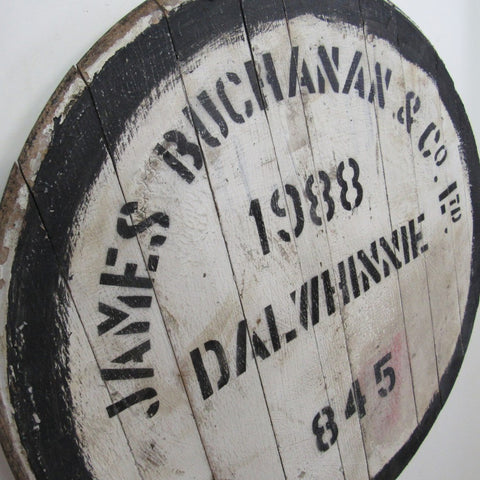 JAMES BUCHANAN & Co. LTD.
1988
DALWHINNIE
845